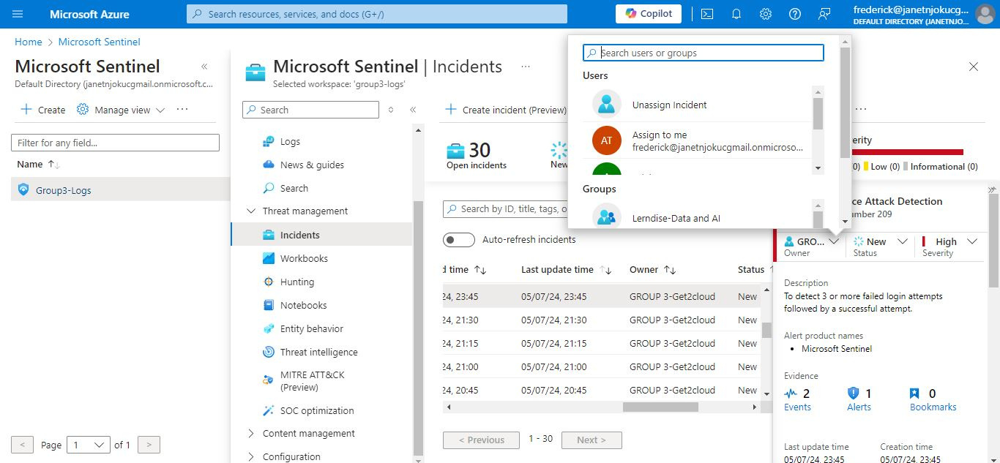 Microsoft Azure
Search resources, services, and docs (G+/)
Copilot
frederick@janetnjokucg...
DEFAULT DIRECTORY (JANETNJO...
Home > Microsoft Sentinel
Microsoft Sentinel
Default Directory (janetnjokucgmail.onmicrosoft.c...
Create
Manage view
Filter for any field...
Name
Group3-Logs
< Page 1 of 1 >
Microsoft Sentinel | Incidents
Selected workspace: 'group3-logs'
Search
Logs
News & guides
Search
Threat management
Incidents
Workbooks
Hunting
Notebooks
Entity behavior
Threat intelligence
MITRE ATT&CK
(Preview)
SOC optimization
Content management
Configuration
Create incident (Preview)
30
Open incidents
New
Search by ID, title, tags, o
Auto-refresh incidents
d time Last update time Owner Status
24, 23:45 05/07/24, 23:45 GROUP 3-Get2cloud New
24, 21:30 05/07/24, 21:30 GROUP 3-Get2cloud New
24, 21:15 05/07/24, 21:15 GROUP 3-Get2cloud New
24, 21:00 05/07/24, 21:00 GROUP 3-Get2cloud New
24, 20:45 05/07/24, 20:45 GROUP 3-Get2cloud New
< Previous 1 - 30 Next >
Search users or groups
Users
Unassign Incident
AT
Assign to me
frederick@janetnjokucgmail.onmicroso...
Groups
Lerndise-Data and AI
erity
(0) Low (0) Informational (0)
ce Attack Detection
umber 209
GRO...
Owner
New
Status
High
Severity
Description
To detect 3 or more failed login attempts
followed by a successful attempt.
Alert product names
• Microsoft Sentinel
Evidence
2
Events
1
Alerts
0
Bookmarks
Last update time Creation time
05/07/24, 23:45 05/07/24, 23:45